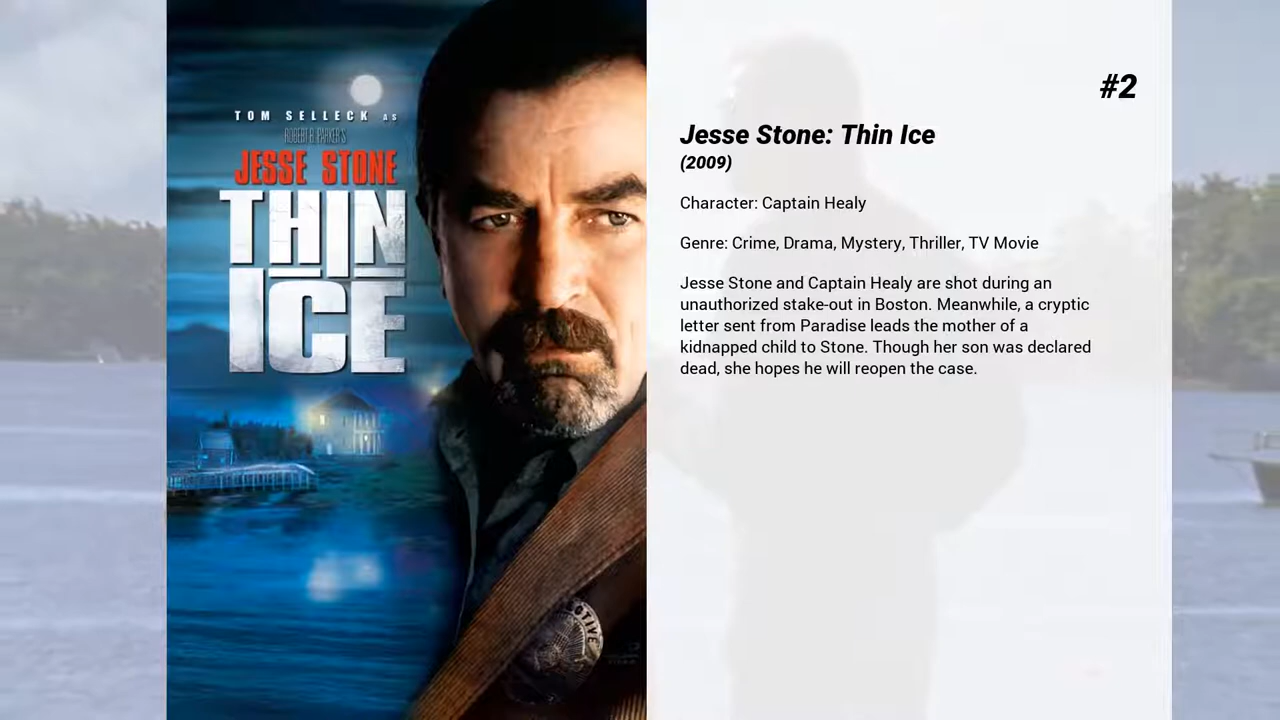 TOM SELLECK AS
ROBERT B. PARKER'S
JESSE STONE
THIN
ICE
#2
Jesse Stone: Thin Ice
(2009)
Character: Captain Healy
Genre: Crime, Drama, Mystery, Thriller, TV Movie
Jesse Stone and Captain Healy are shot during an
unauthorized stake-out in Boston. Meanwhile, a cryptic
letter sent from Paradise leads the mother of a
kidnapped child to Stone. Though her son was declared
dead, she hopes he will reopen the case.